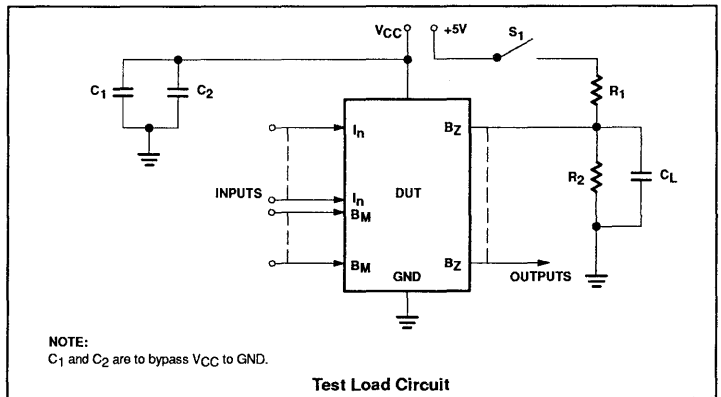 VCC +5V S1
C1 C2 R1
In BZ
INPUTS DUT R2 CL
In
BM
BM BZ
GND OUTPUTS
NOTE:
C1 and C2 are to bypass VCC to GND.
Test Load Circuit